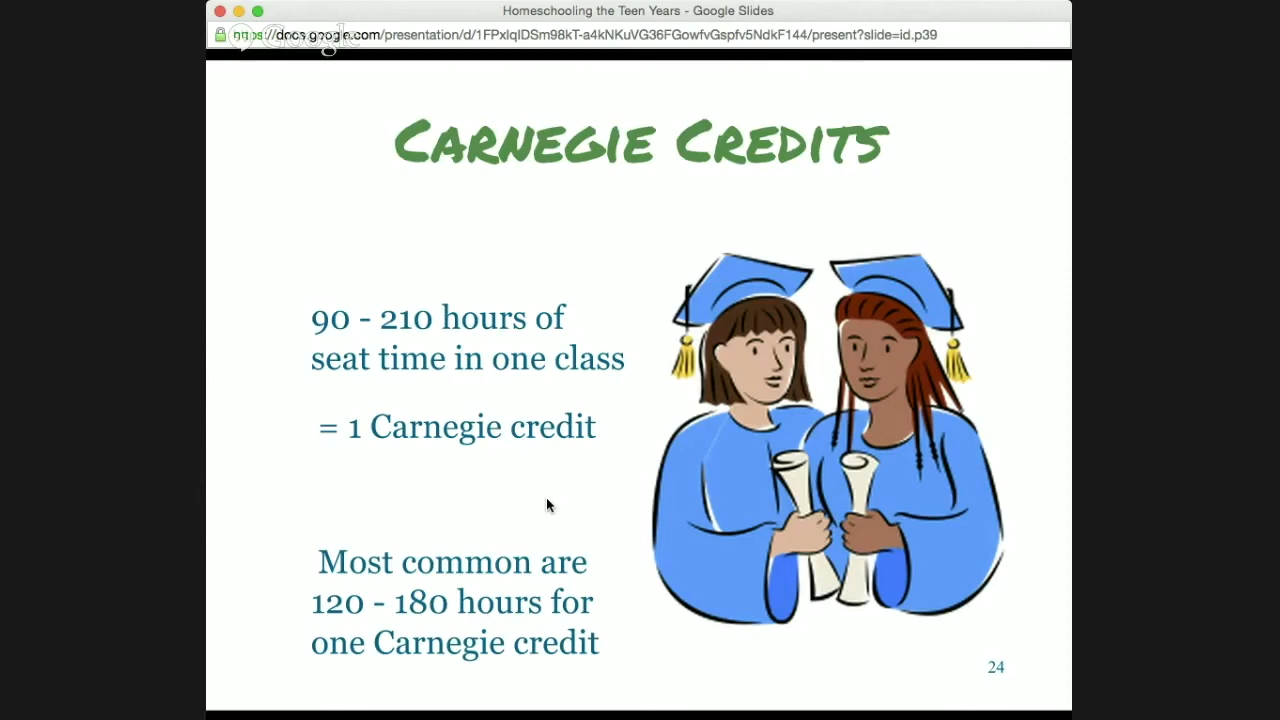 Homeschooling the Teen Years - Google Slides
https://docs.google.com/presentation/d/1FPxIqIDSm98kT-a4kNKuVG36FGowfvGspfv5NdkF144/present?slide=id.p39
Google
Carnegie Credits
90 - 210 hours of
seat time in one class
= 1 Carnegie credit
Most common are
120 - 180 hours for
one Carnegie credit
24